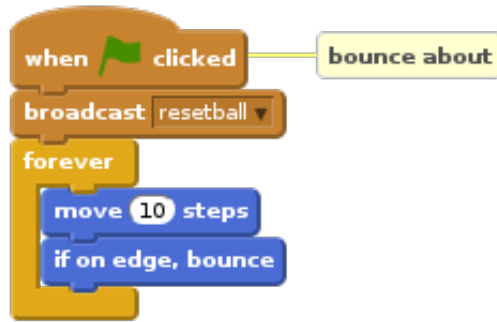 when clicked
bounce about
broadcast resetball
forever
move 10 steps
if on edge, bounce